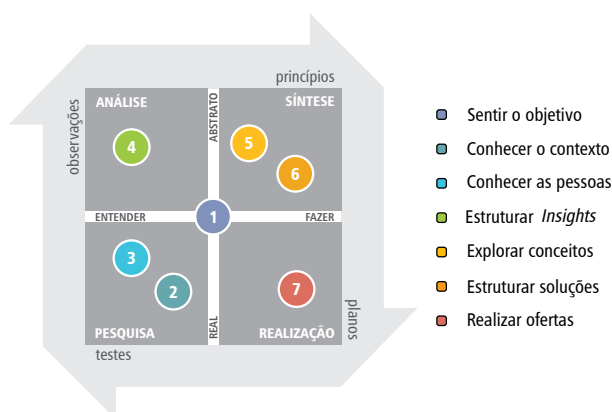 princípios
observações
ANÁLISE
ABSTRATO
SÍNTESE
4
5
6
ENTENDER
1
FAZER
3
2
7
PESQUISA
REAL
REALIZAÇÃO
planos
testes
Sentir o objetivo
Conhecer o contexto
Conhecer as pessoas
Estruturar Insights
Explorar conceitos
Estruturar soluções
Realizar ofertas